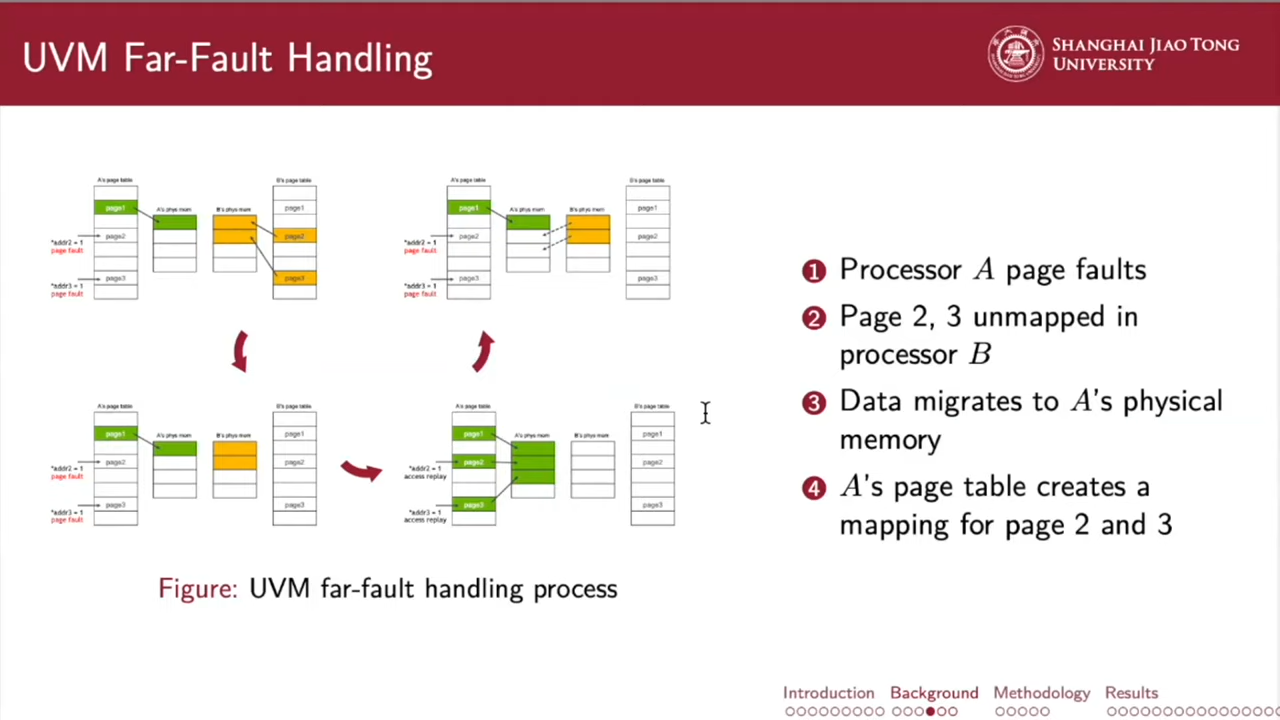 UVM Far-Fault Handling
SHANGHAI JIAO TONG
UNIVERSITY
A's page table
B's page table
page1
A's phys mem
B's phys mem
page1
*addr2 = 1
page fault
page2
page2
*addr3 = 1
page fault
page3
page3
A's page table
B's page table
page1
A's phys mem
B's phys mem
page1
*addr2 = 1
page fault
page2
page2
*addr3 = 1
page fault
page3
page3
A's page table
B's page table
page1
A's phys mem
B's phys mem
page1
*addr2 = 1
page fault
page2
page2
*addr3 = 1
page fault
page3
page3
A's page table
B's page table
page1
A's phys mem
B's phys mem
page1
*addr2 = 1
access replay
page2
page2
*addr3 = 1
access replay
page3
page3
Figure: UVM far-fault handling process
1 Processor A page faults
2 Page 2, 3 unmapped in
processor B
3 Data migrates to A's physical
memory
4 A's page table creates a
mapping for page 2 and 3
Introduction Background Methodology Results